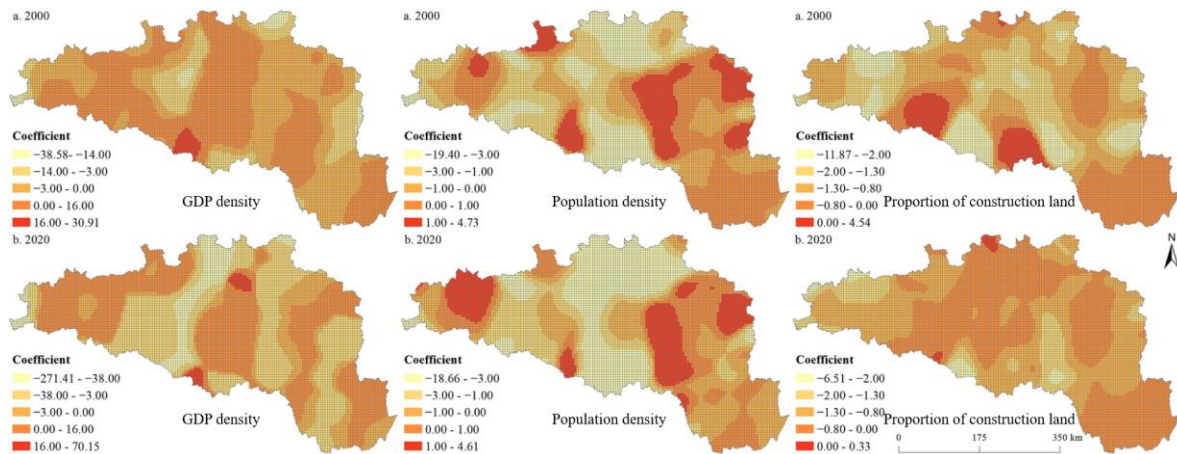 a. 2000
Coefficient
−38.58- −14.00
−14.00 - −3.00
−3.00 - 0.00
0.00 - 16.00
16.00 - 30.91
GDP density
a. 2000
Coefficient
−19.40 - −3.00
−3.00 - −1.00
−1.00 - 0.00
0.00 - 1.00
1.00 - 4.73
Population density
a. 2000
Coefficient
−11.87 - −2.00
−2.00 - −1.30
−1.30- −0.80
−0.80 - 0.00
0.00 - 4.54
Proportion of construction land
b. 2020
Coefficient
−271.41 - −38.00
−38.00 - −3.00
−3.00 - 0.00
0.00 - 16.00
16.00 - 70.15
GDP density
b. 2020
Coefficient
−18.66 - −3.00
−3.00 - −1.00
−1.00 - 0.00
0.00 - 1.00
1.00 - 4.61
Population density
b. 2020
N
Coefficient
−6.51 - −2.00
−2.00 - −1.30
−1.30 - −0.80
−0.80 - 0.00
0.00 - 0.33
Proportion of construction land
0 175 350 km